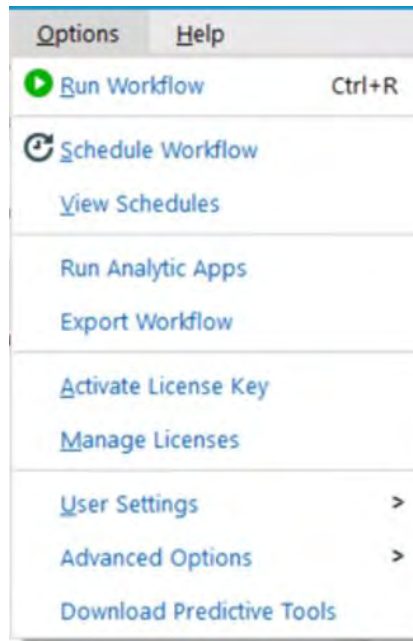 Options Help
Run Workflow Ctrl+R
Schedule Workflow
View Schedules
Run Analytic Apps
Export Workflow
Activate License Key
Manage Licenses
User Settings >
Advanced Options >
Download Predictive Tools